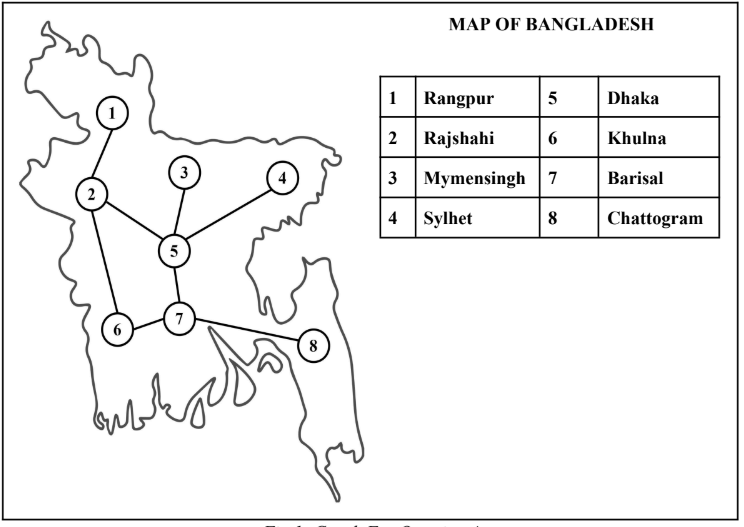 MAP OF BANGLADESH
1 Rangpur 5 Dhaka
2 Rajshahi 6 Khulna
3 Mymensingh 7 Barisal
4 Sylhet 8 Chattogram
1
3
4
2
5
7
6
8